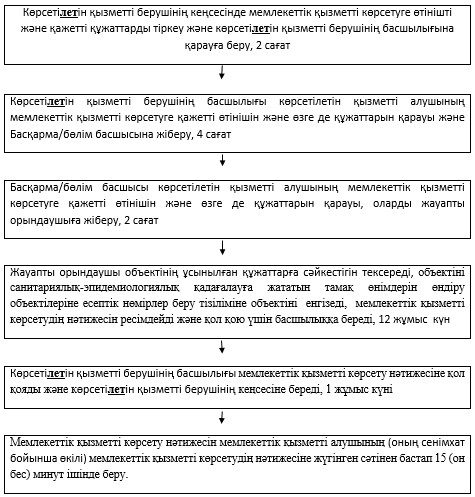 Көрсетілетін қызметті берушінің кеңсесінде мемлекеттік қызметті көрсетуге өтінішті
және қажетті құжаттарды тіркеу және көрсетілетін қызметті берушінің басшылығына
қарауға беру, 2 сағат
Көрсетілетін қызметті берушінің басшылығы көрсетілетін қызметті алушының
мемлекеттік қызметті көрсетуге қажетті өтінішін және өзге де құжаттарын қарауы және
Басқарма/бөлім басшысына жіберу, 4 сағат
Басқарма/бөлім басшысы көрсетілетін қызметті алушының мемлекеттік қызметті
көрсетуге қажетті өтінішін және өзге де құжаттарын қарауы, оларды жауапты
орындаушыға жіберу, 2 сағат
Жауапты орындаушы объектінің ұсынылған құжаттарға сәйкестігін тексереді, объектіні
санитариялық-эпидемиологиялық қадағалауға жататын тамақ өнімдерін өндіру
объектілеріне есептік нөмірлер беру тізіліміне объектіні енгізеді, мемлекеттік қызметті
көрсетудің нәтижесін ресімдейді және қол қою үшін басшылыққа береді, 12 жұмыс күн
Көрсетілетін қызметті берушінің басшылығы мемлекеттік қызметті көрсету нәтижесіне қол
қояды және көрсетілетін қызметті берушінің кеңсесіне береді, 1 жұмыс күні
Мемлекеттік қызметті көрсету нәтижесін мемлекеттік қызметті алушының (оның сенімхат
бойынша өкілі) мемлекеттік қызметті көрсетудің нәтижесіне жүгінген сәтінен бастап 15 (он
бес) минут ішінде беру.